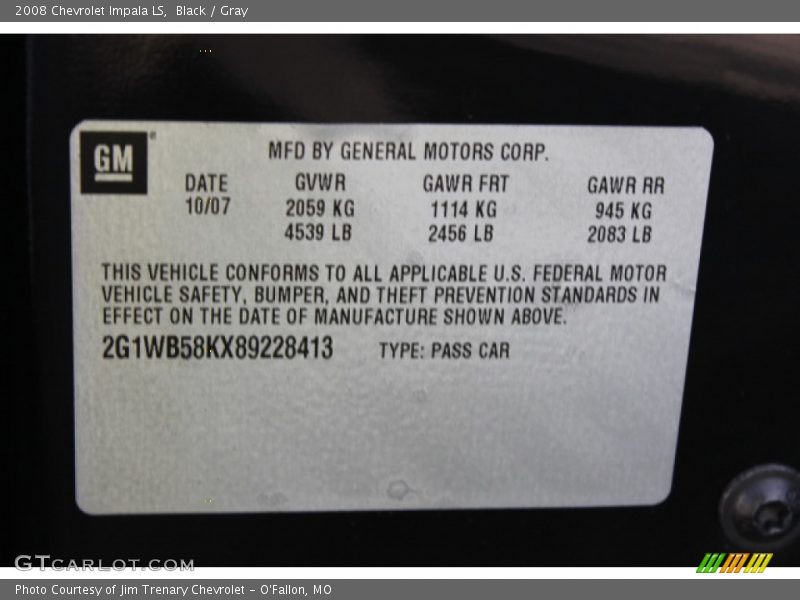 2008 Chevrolet Impala LS, Black / Gray
GM
MFD BY GENERAL MOTORS CORP.
DATE GVWR GAWR FRT GAWR RR
10/07 2059 KG 1114 KG 945 KG
4539 LB 2456 LB 2083 LB
THIS VEHICLE CONFORMS TO ALL APPLICABLE U.S. FEDERAL MOTOR
VEHICLE SAFETY, BUMPER, AND THEFT PREVENTION STANDARDS IN
EFFECT ON THE DATE OF MANUFACTURE SHOWN ABOVE.
2G1WB58KX89228413 TYPE: PASS CAR
GTCARLOT.COM
Photo Courtesy of Jim Trenary Chevrolet - O'Fallon, MO